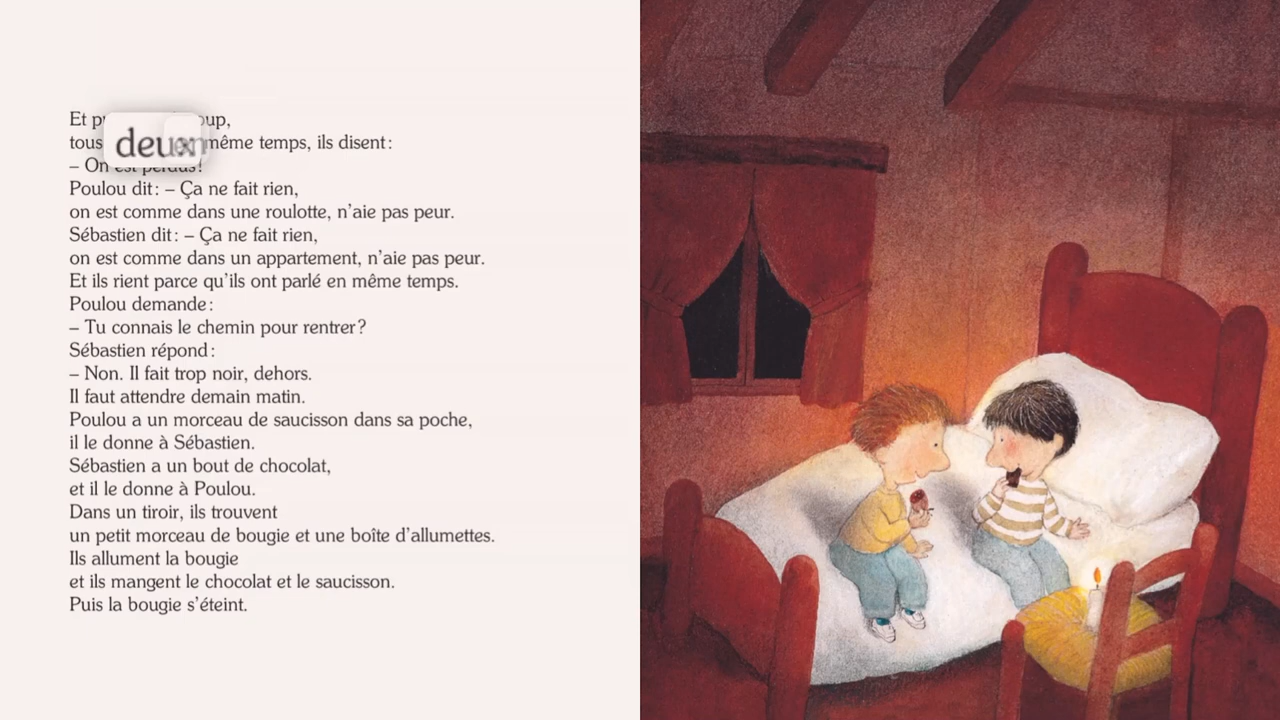 Et p oup,
tous deux en même temps, ils disent :
– On est perdus !
Poulou dit : – Ça ne fait rien,
on est comme dans une roulotte, n’aie pas peur.
Sébastien dit : – Ça ne fait rien,
on est comme dans un appartement, n’aie pas peur.
Et ils rient parce qu’ils ont parlé en même temps.
Poulou demande :
– Tu connais le chemin pour rentrer ?
Sébastien répond :
– Non. Il fait trop noir, dehors.
Il faut attendre demain matin.
Poulou a un morceau de saucisson dans sa poche,
il le donne à Sébastien.
Sébastien a un bout de chocolat,
et il le donne à Poulou.
Dans un tiroir, ils trouvent
un petit morceau de bougie et une boîte d’allumettes.
Ils allument la bougie
et ils mangent le chocolat et le saucisson.
Puis la bougie s’éteint.